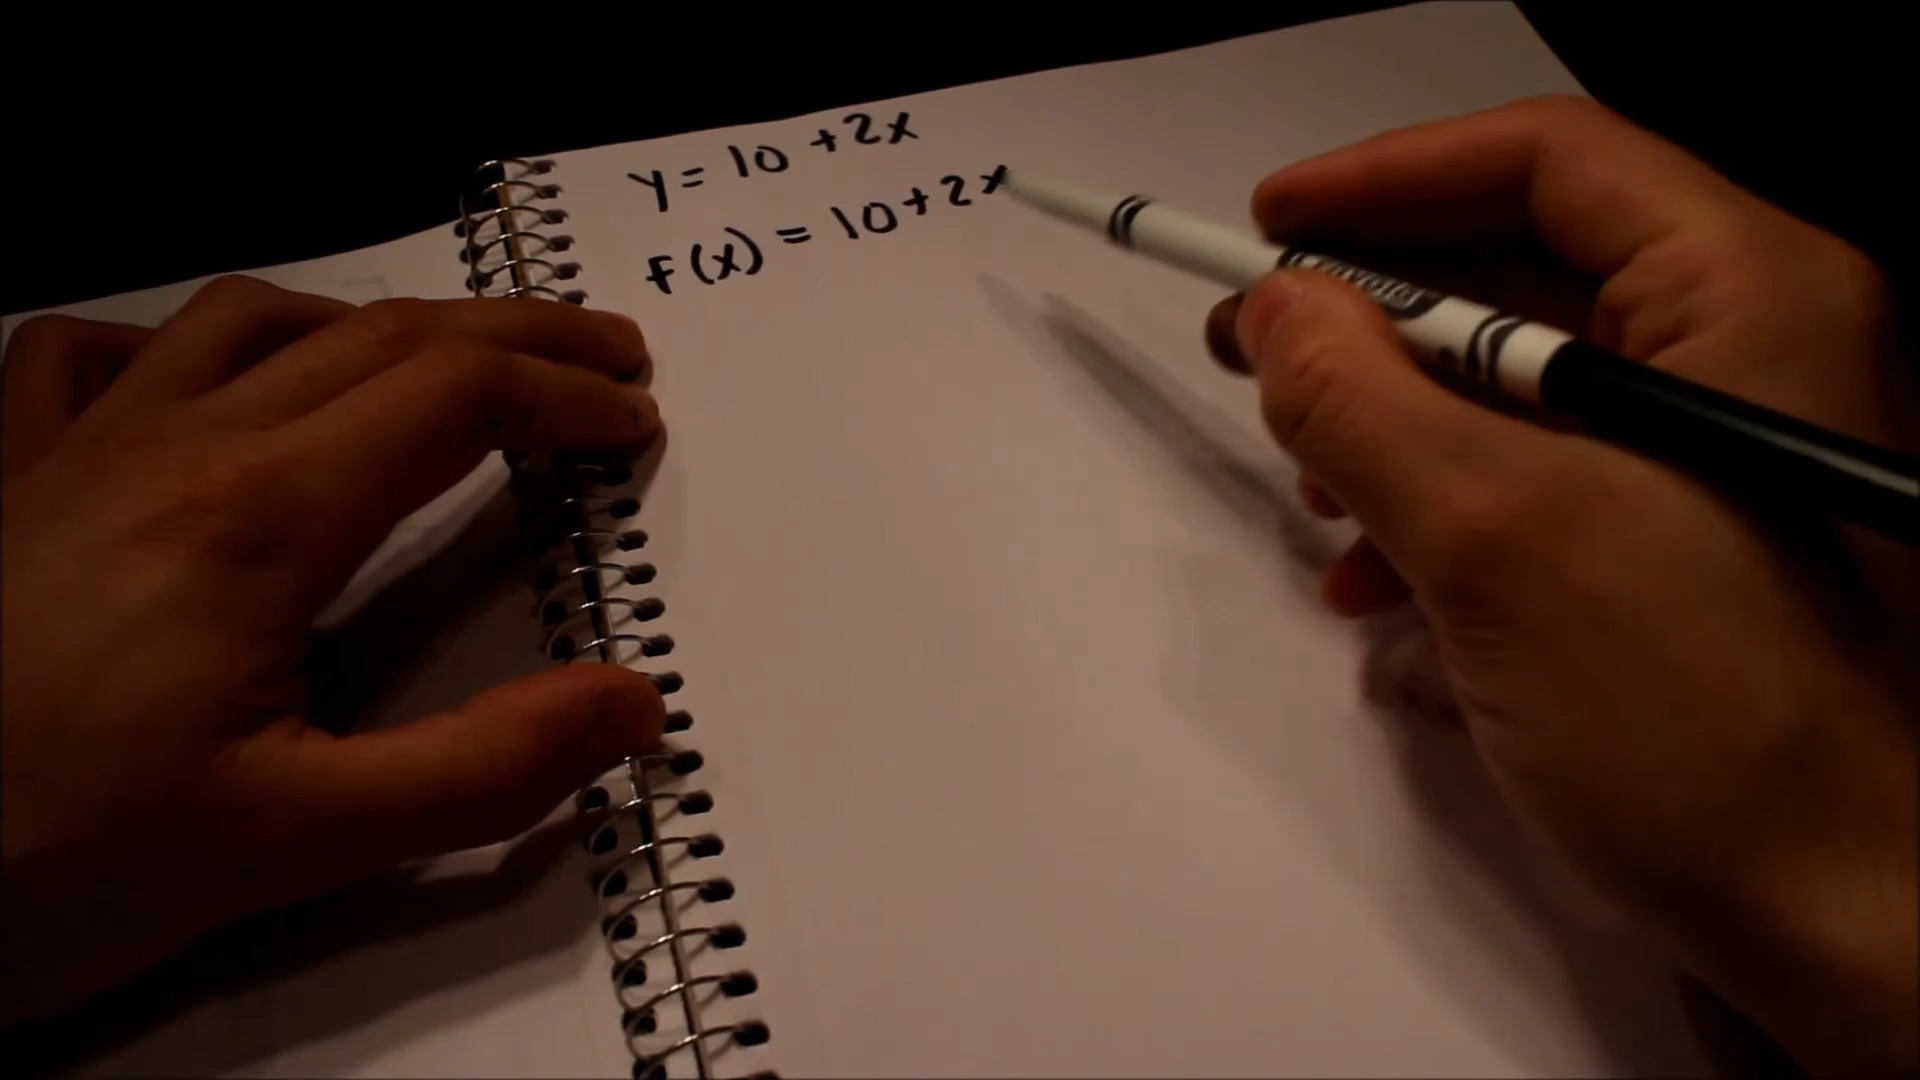 y = 10 + 2x
f(x) = 10 + 2x